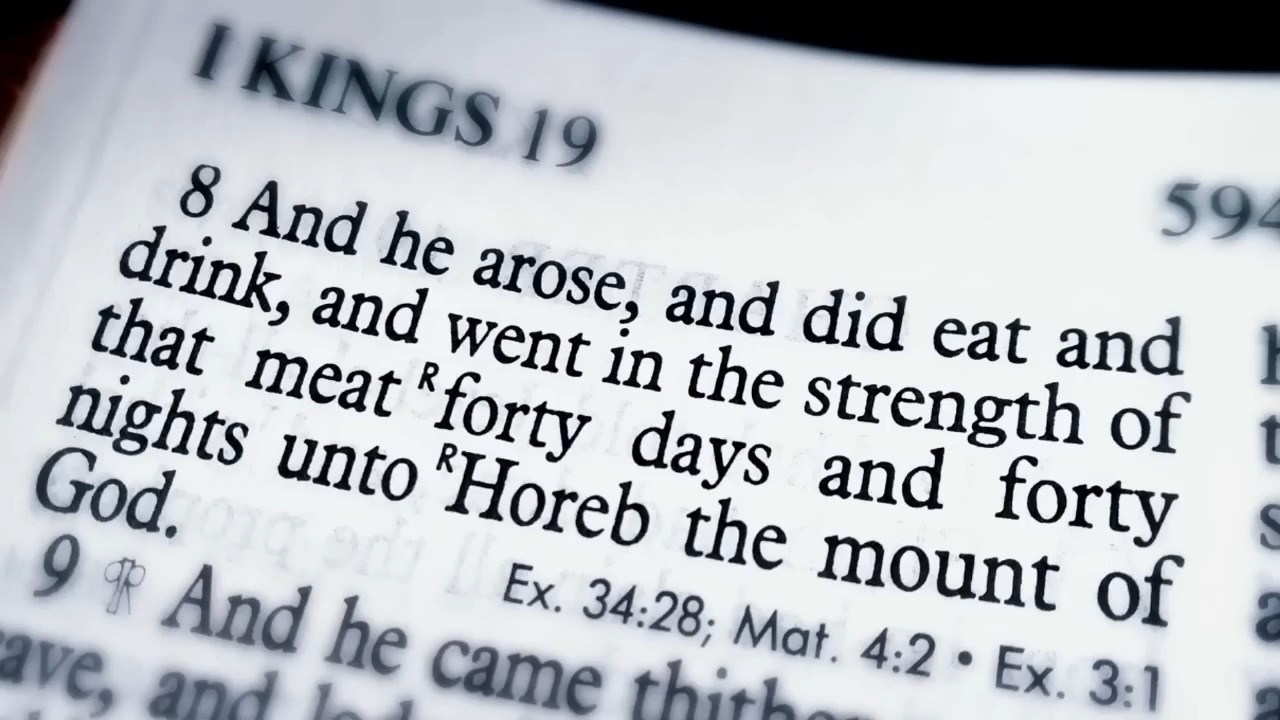 I KINGS 19
594
8 And he arose, and did eat and
drink, and went in the strength of
that meat ᴿforty days and forty
nights unto ᴿHoreb the mount of
God.
Ex. 34:28; Mat. 4:2 • Ex. 3:1
9 And he came
and